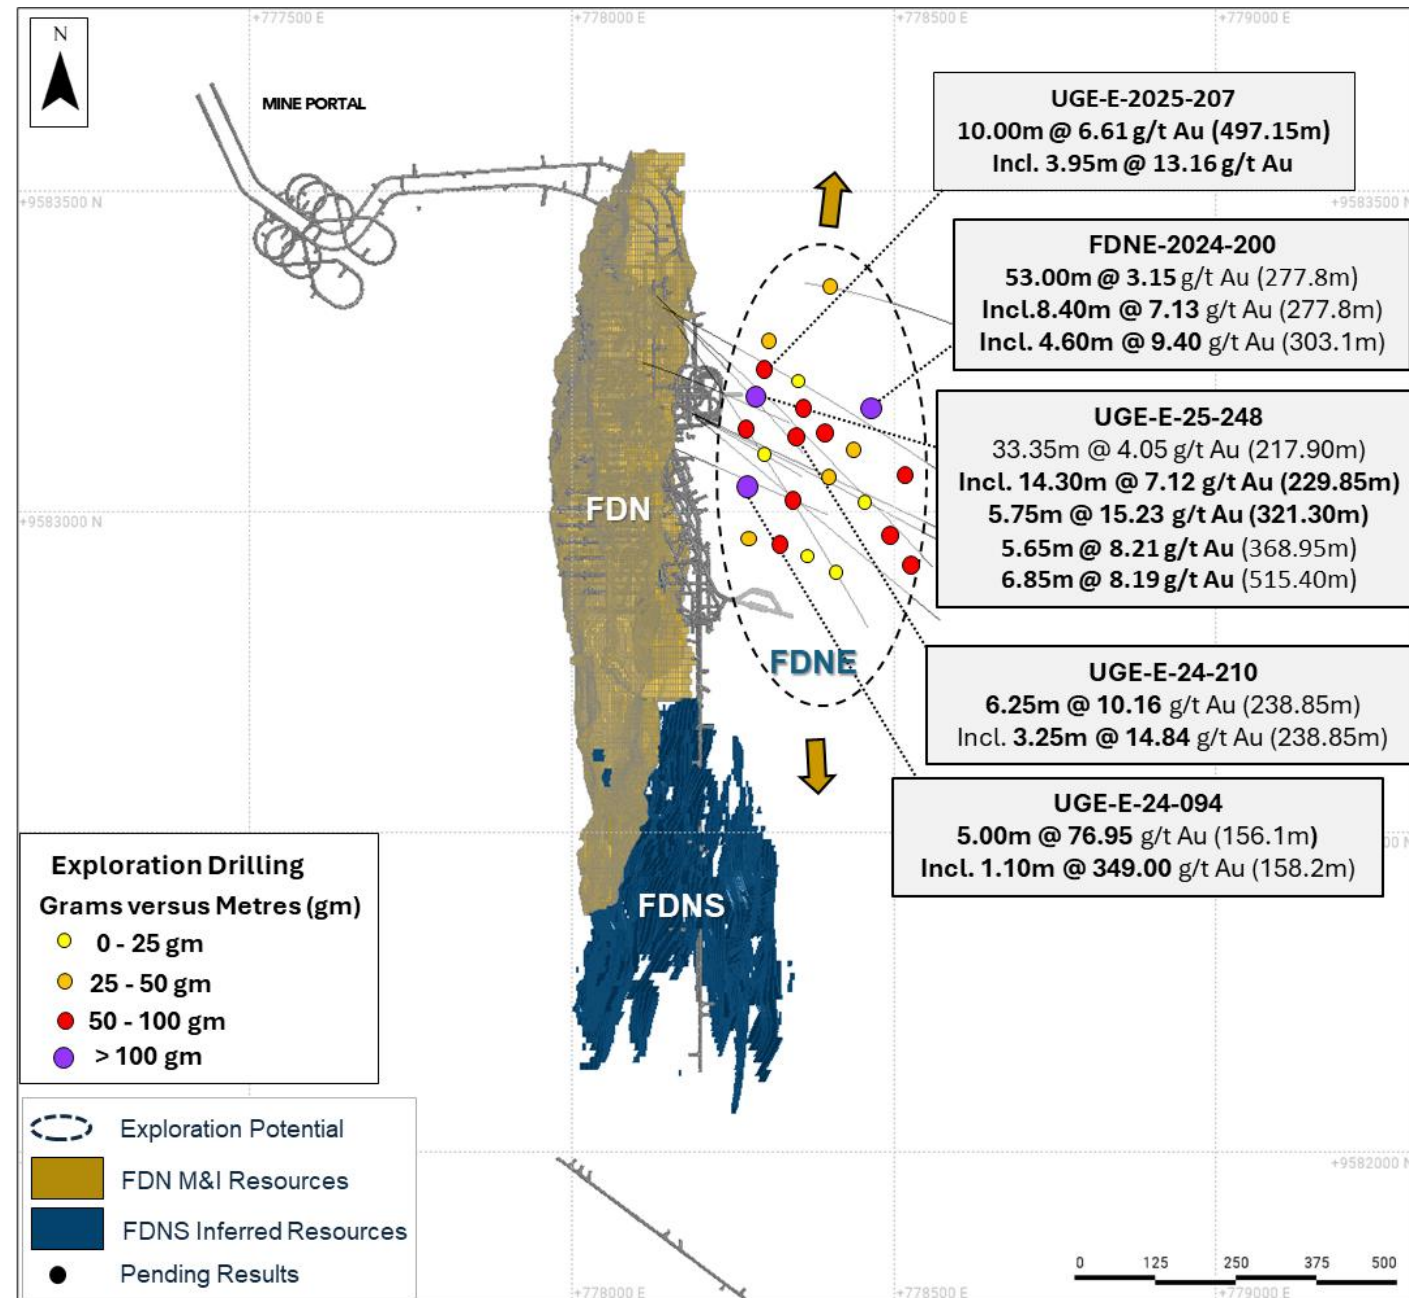 +777500 E
+778000 E
+778500 E
+779000 E
N
MINE PORTAL
UGE-E-2025-207
10.00m @ 6.61 g/t Au (497.15m)
Incl. 3.95m @ 13.16 g/t Au
+9583500 N
+9583500 N
FDNE-2024-200
53.00m @ 3.15 g/t Au (277.8m)
Incl.8.40m @ 7.13 g/t Au (277.8m)
Incl. 4.60m @ 9.40 g/t Au (303.1m)
UGE-E-25-248
33.35m @ 4.05 g/t Au (217.90m)
Incl. 14.30m @ 7.12 g/t Au (229.85m)
5.75m @ 15.23 g/t Au (321.30m)
5.65m @ 8.21 g/t Au (368.95m)
6.85m @ 8.19 g/t Au (515.40m)
FDN
+9583000 N
FDNE
UGE-E-24-210
6.25m @ 10.16 g/t Au (238.85m)
Incl. 3.25m @ 14.84 g/t Au (238.85m)
UGE-E-24-094
5.00m @ 76.95 g/t Au (156.1m)
Incl. 1.10m @ 349.00 g/t Au (158.2m)
FDNS
Exploration Drilling
Grams versus Metres (gm)
0 - 25 gm
25 - 50 gm
50 - 100 gm
> 100 gm
Exploration Potential
FDN M&I Resources
FDNS Inferred Resources
Pending Results
+9582000 N
0 125 250 375 500
+778000 E
+778500 E
+779000 E